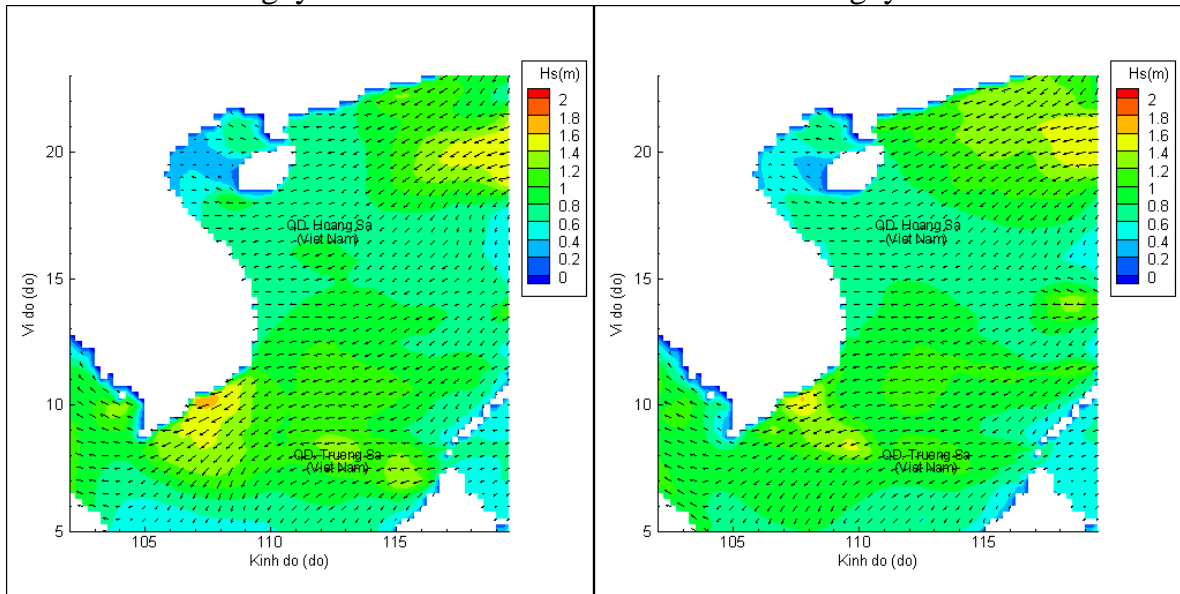 Hs(m)
2
1.8
1.6
1.4
1.2
1
0.8
0.6
0.4
0.2
0
20
15
10
5
105
110
115
Vi do (do)
Kinh do (do)
QD. Hoang Sa
(Viet Nam)
QD. Truong Sa
(Viet Nam)
Hs(m)
2
1.8
1.6
1.4
1.2
1
0.8
0.6
0.4
0.2
0
20
15
10
5
105
110
115
Vi do (do)
Kinh do (do)
QD. Hoang Sa
(Viet Nam)
QD. Truong Sa
(Viet Nam)